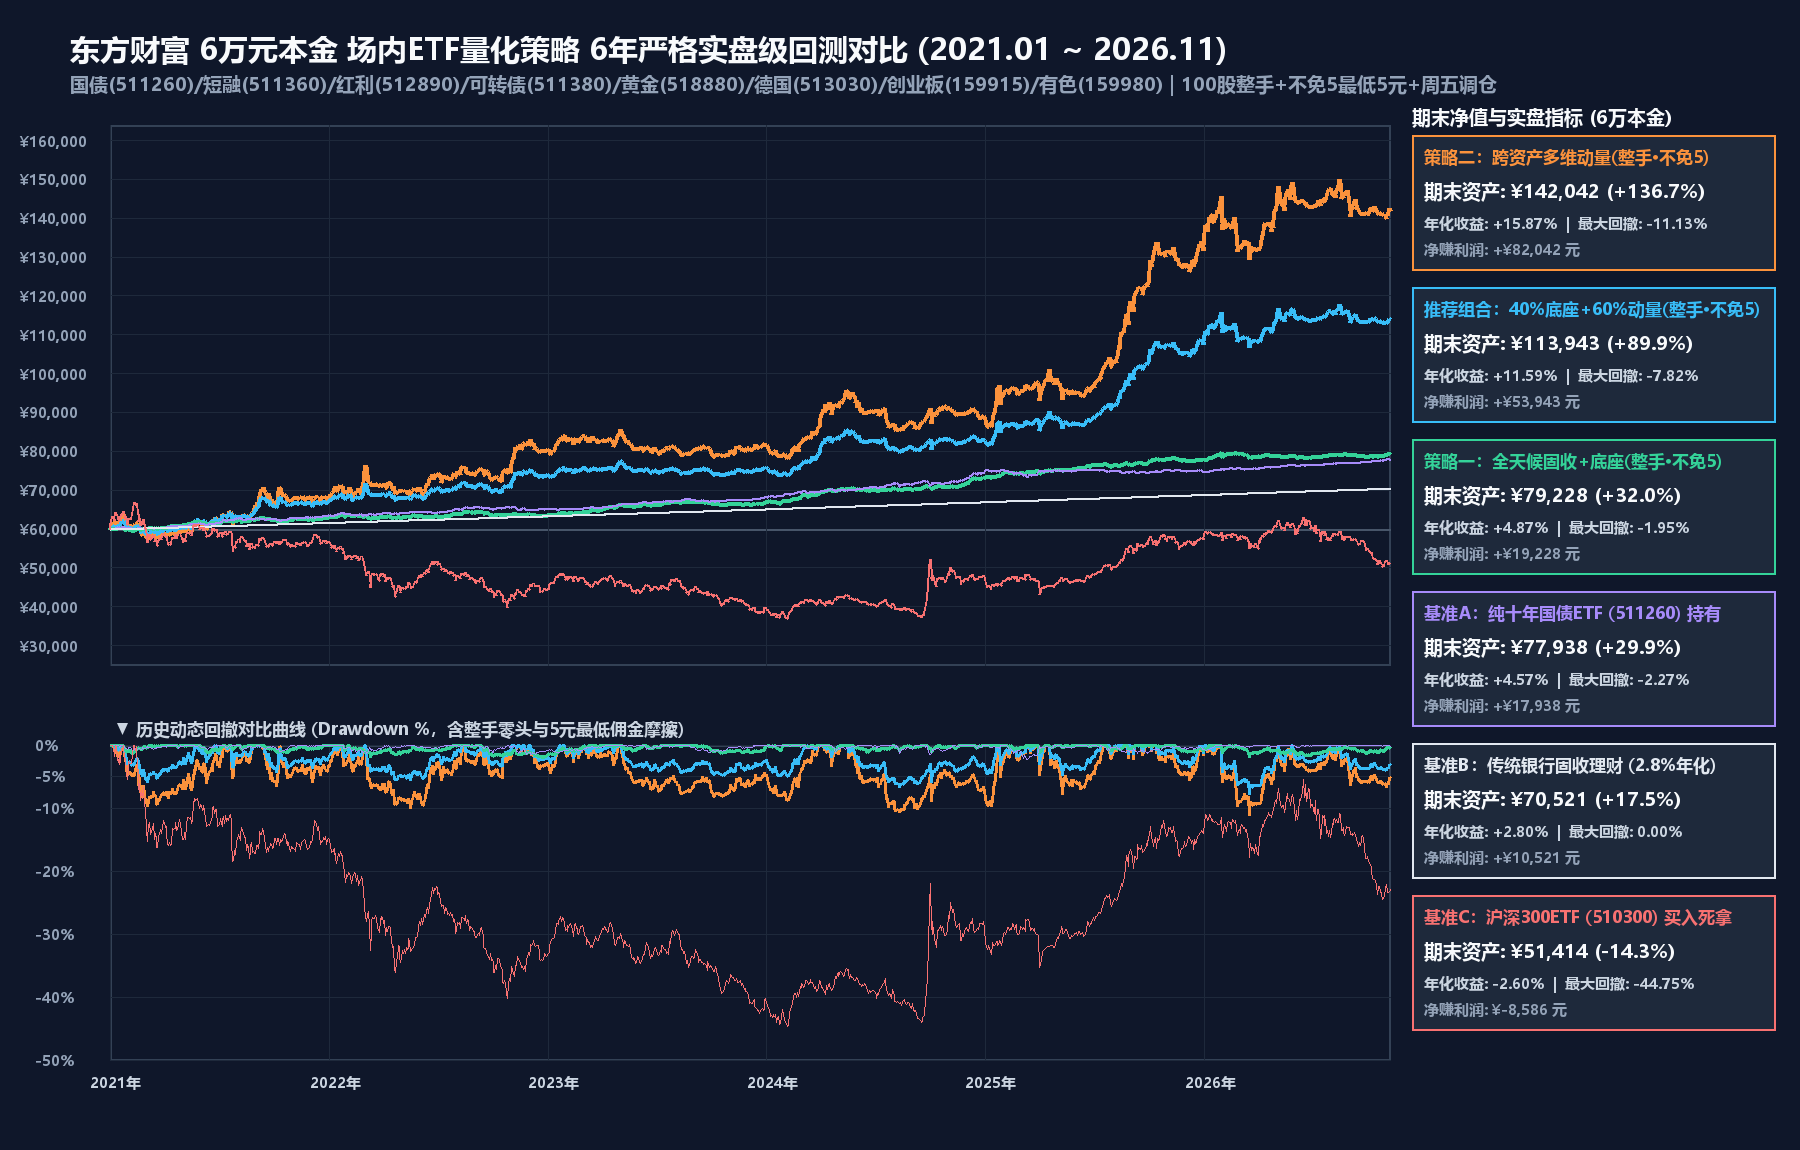 东方财富 6万元本金 场内ETF量化策略 6年严格实盘级回测对比 (2021.01 ~ 2026.11)
国债(511260)/短融(511360)/红利(512890)/可转债(511380)/黄金(518880)/德国(513030)/创业板(159915)/有色(159980) | 100股整手+不免5最低5元+周五调仓
¥160,000
¥150,000
¥140,000
¥130,000
¥120,000
¥110,000
¥100,000
¥90,000
¥80,000
¥70,000
¥60,000
¥50,000
¥40,000
¥30,000
▼ 历史动态回撤对比曲线 (Drawdown %，含整手零头与5元最低佣金摩擦)
0%
-5%
-10%
-20%
-30%
-40%
-50%
2021年
2022年
2023年
2024年
2025年
2026年
期末净值与实盘指标 (6万本金)
策略二：跨资产多维动量(整手·不免5)
期末资产: ¥142,042 (+136.7%)
年化收益: +15.87% | 最大回撤: -11.13%
净赚利润: +¥82,042 元
推荐组合：40%底座+60%动量(整手·不免5)
期末资产: ¥113,943 (+89.9%)
年化收益: +11.59% | 最大回撤: -7.82%
净赚利润: +¥53,943 元
策略一：全天候固收+底座(整手·不免5)
期末资产: ¥79,228 (+32.0%)
年化收益: +4.87% | 最大回撤: -1.95%
净赚利润: +¥19,228 元
基准A：纯十年国债ETF (511260) 持有
期末资产: ¥77,938 (+29.9%)
年化收益: +4.57% | 最大回撤: -2.27%
净赚利润: +¥17,938 元
基准B：传统银行固收理财 (2.8%年化)
期末资产: ¥70,521 (+17.5%)
年化收益: +2.80% | 最大回撤: 0.00%
净赚利润: +¥10,521 元
基准C：沪深300ETF (510300) 买入死拿
期末资产: ¥51,414 (-14.3%)
年化收益: -2.60% | 最大回撤: -44.75%
净赚利润: ¥-8,586 元